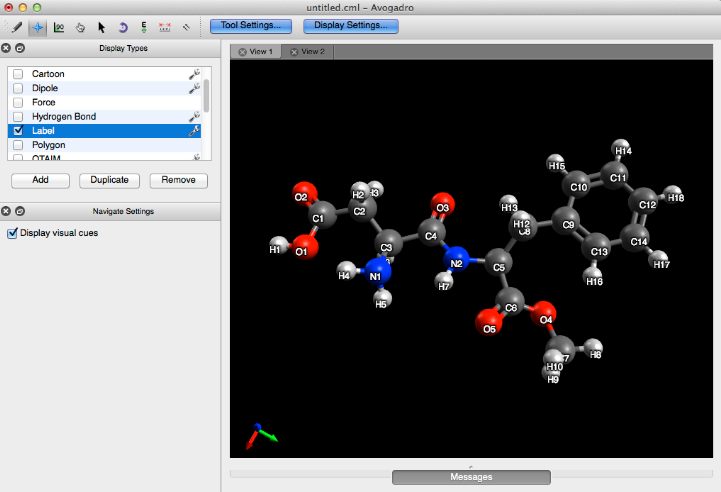 untitled.cml – Avogadro
E
Tool Settings...
Display Settings...
Display Types
Cartoon
Dipole
Force
Hydrogen Bond
Label
Polygon
QTAIM
Add
Duplicate
Remove
Navigate Settings
Display visual cues
View 1
View 2
H14
H15
C11
C10
O2
H2
H3
C12
H18
O3
H13
C1
C2
H12
C9
C8
C4
C14
H1
O1
C3
C13
H17
N2
C5
H4
N1
H7
H16
H5
C6
O4
O5
C7
H8
H10
H9
Messages